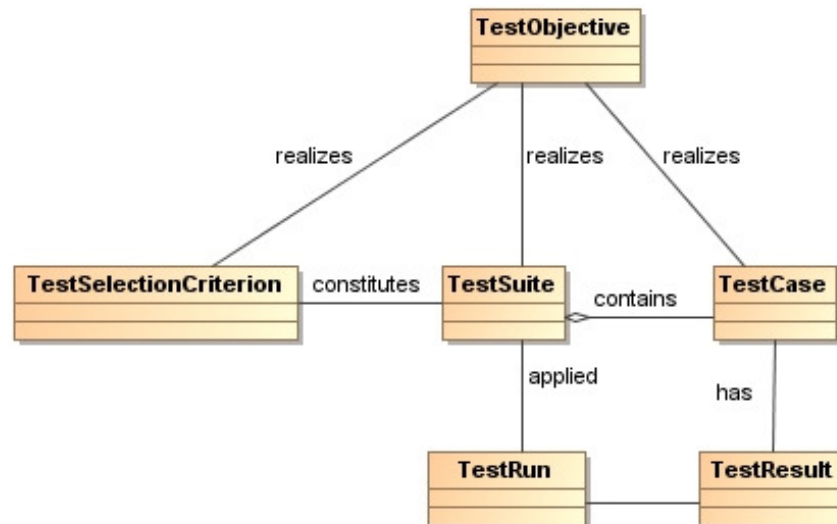 TestObjective
realizes
realizes
realizes
TestSelectionCriterion
constitutes
TestSuite
contains
TestCase
applied
has
TestRun
TestResult